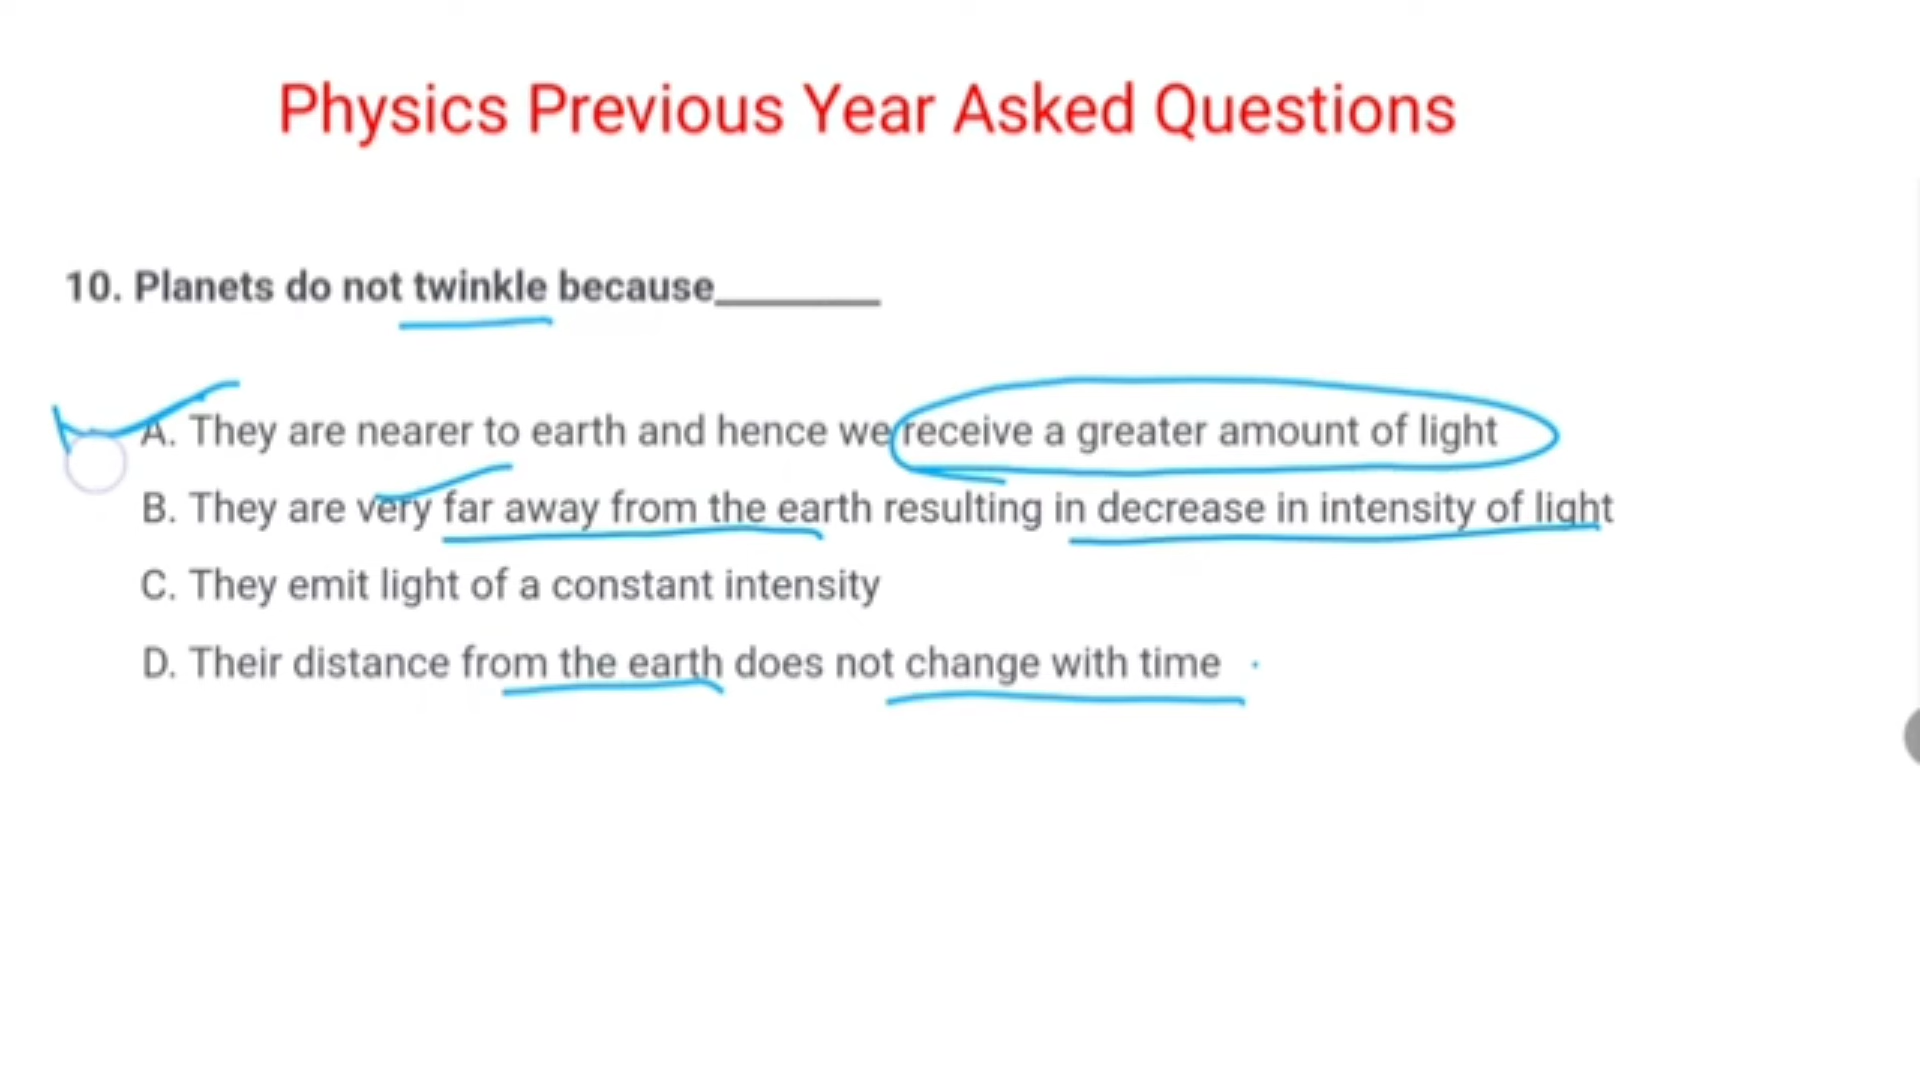 Physics Previous Year Asked Questions
10. Planets do not twinkle because________
A. They are nearer to earth and hence we receive a greater amount of light
B. They are very far away from the earth resulting in decrease in intensity of light
C. They emit light of a constant intensity
D. Their distance from the earth does not change with time